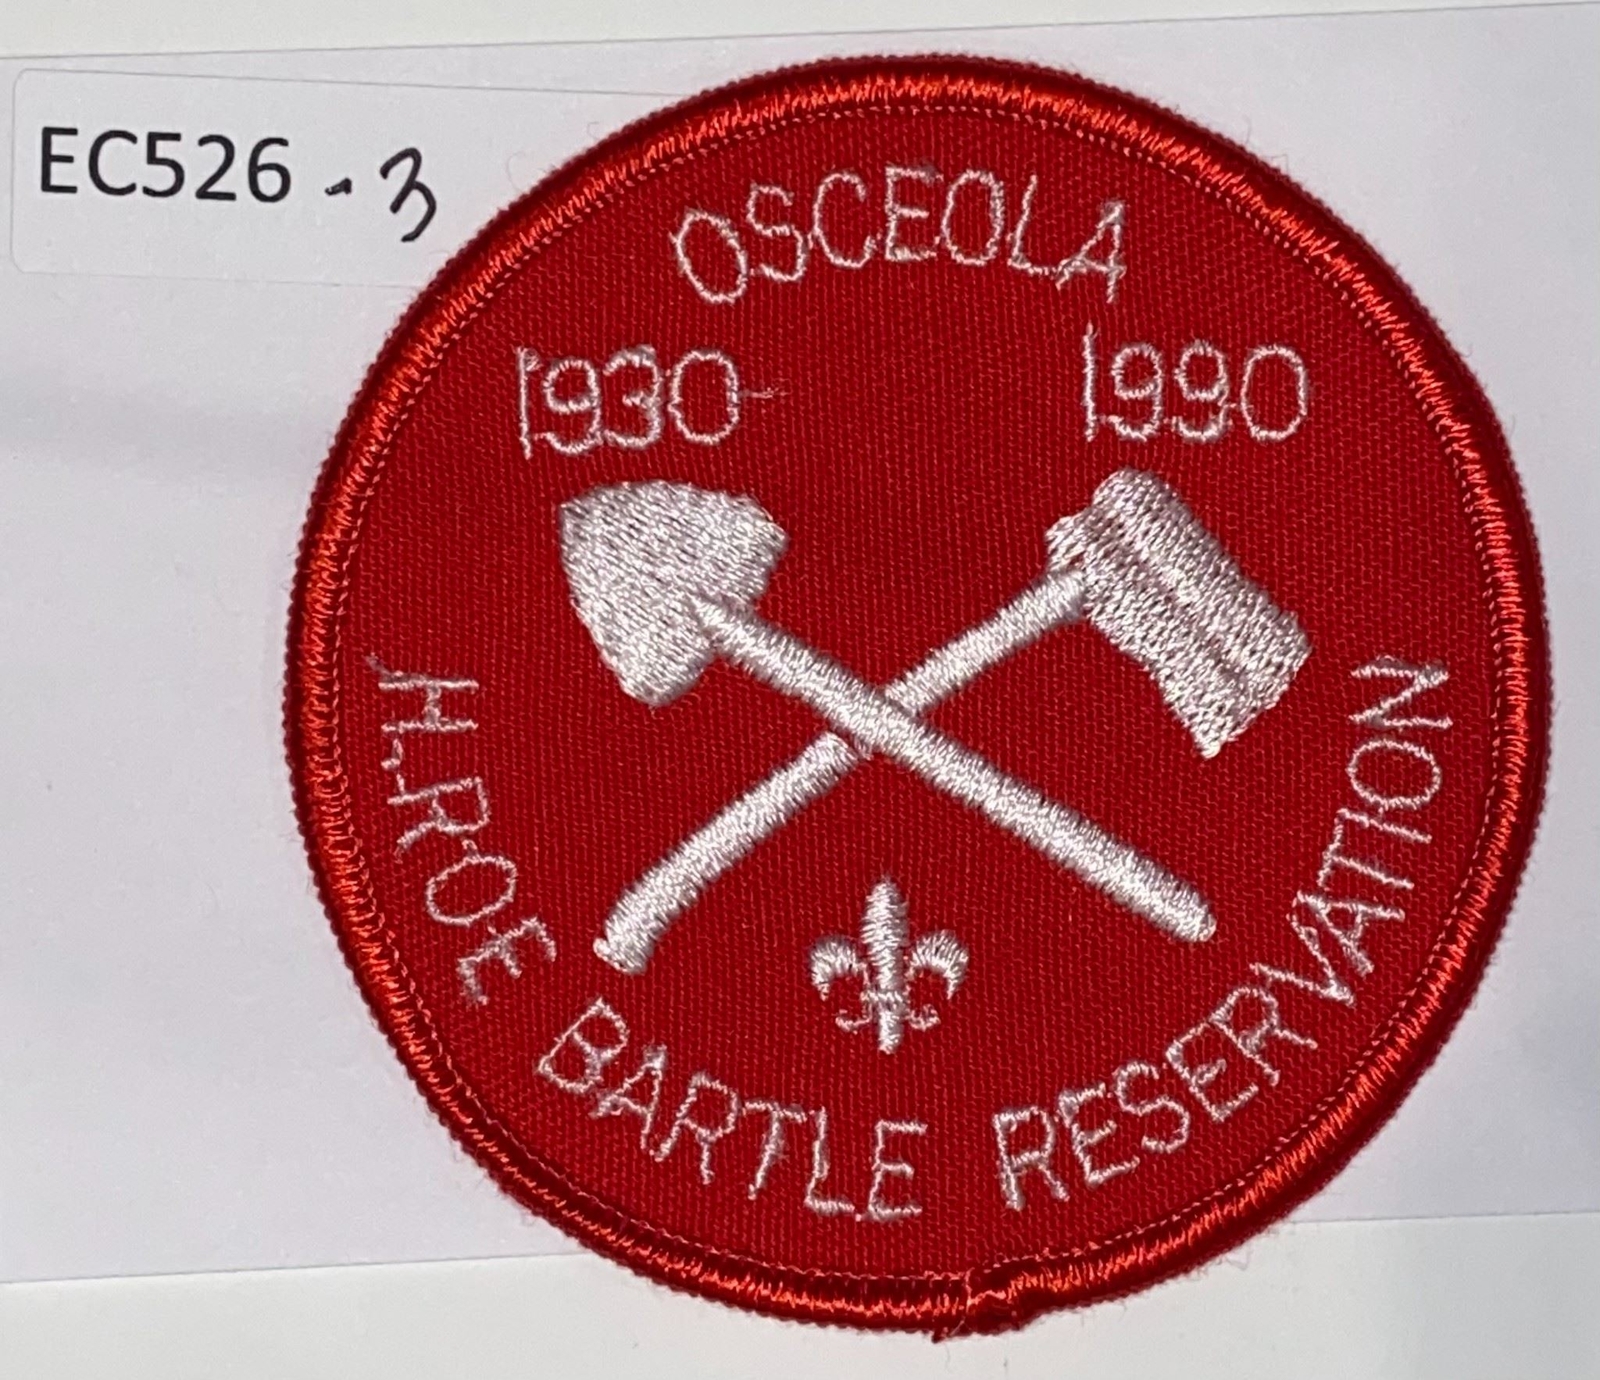 EC526 - 3
OSCEOLA
1930- 1990
H.ROE BARTLE RESERVATION